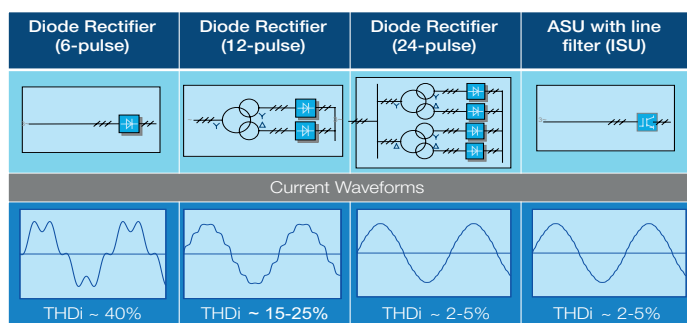 Diode Rectifier
(6-pulse)
Diode Rectifier
(12-pulse)
Diode Rectifier
(24-pulse)
ASU with line
filter (ISU)
Current Waveforms
THDi ~ 40%
THDi ~ 15-25%
THDi ~ 2-5%
THDi ~ 2-5%